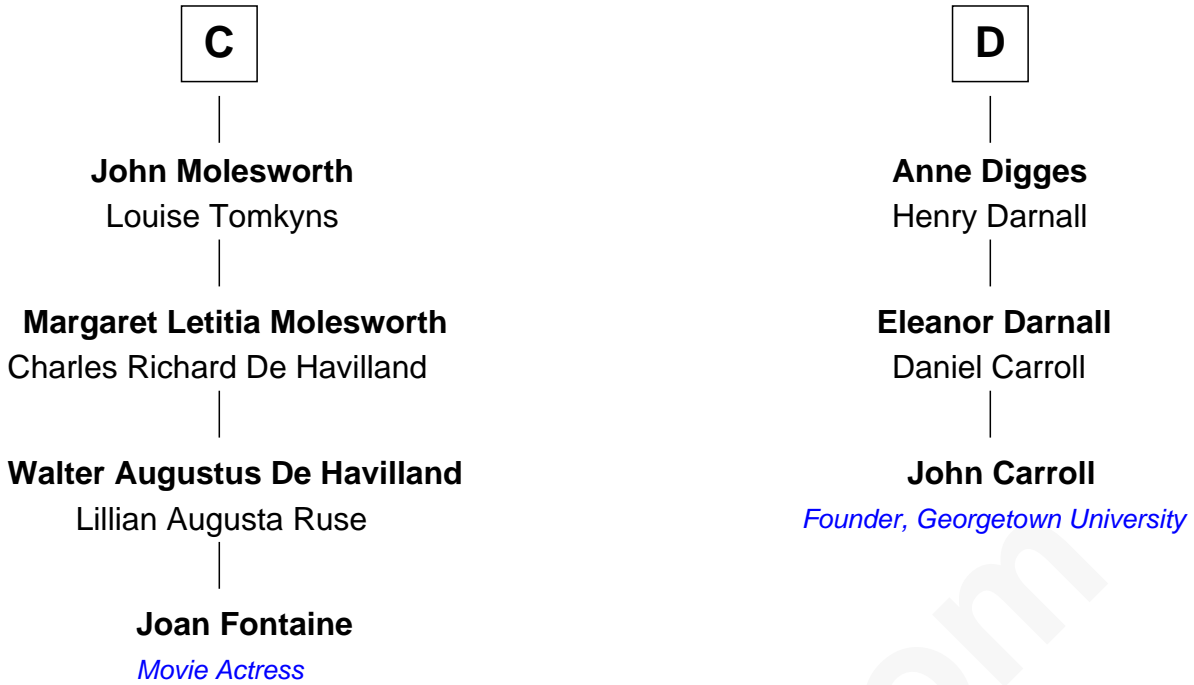 C
John Molesworth
Louise Tomkyns
Margaret Letitia Molesworth
Charles Richard De Havilland
Walter Augustus De Havilland
Lillian Augusta Ruse
Joan Fontaine
Movie Actress
D
Anne Digges
Henry Darnall
Eleanor Darnall
Daniel Carroll
John Carroll
Founder, Georgetown University